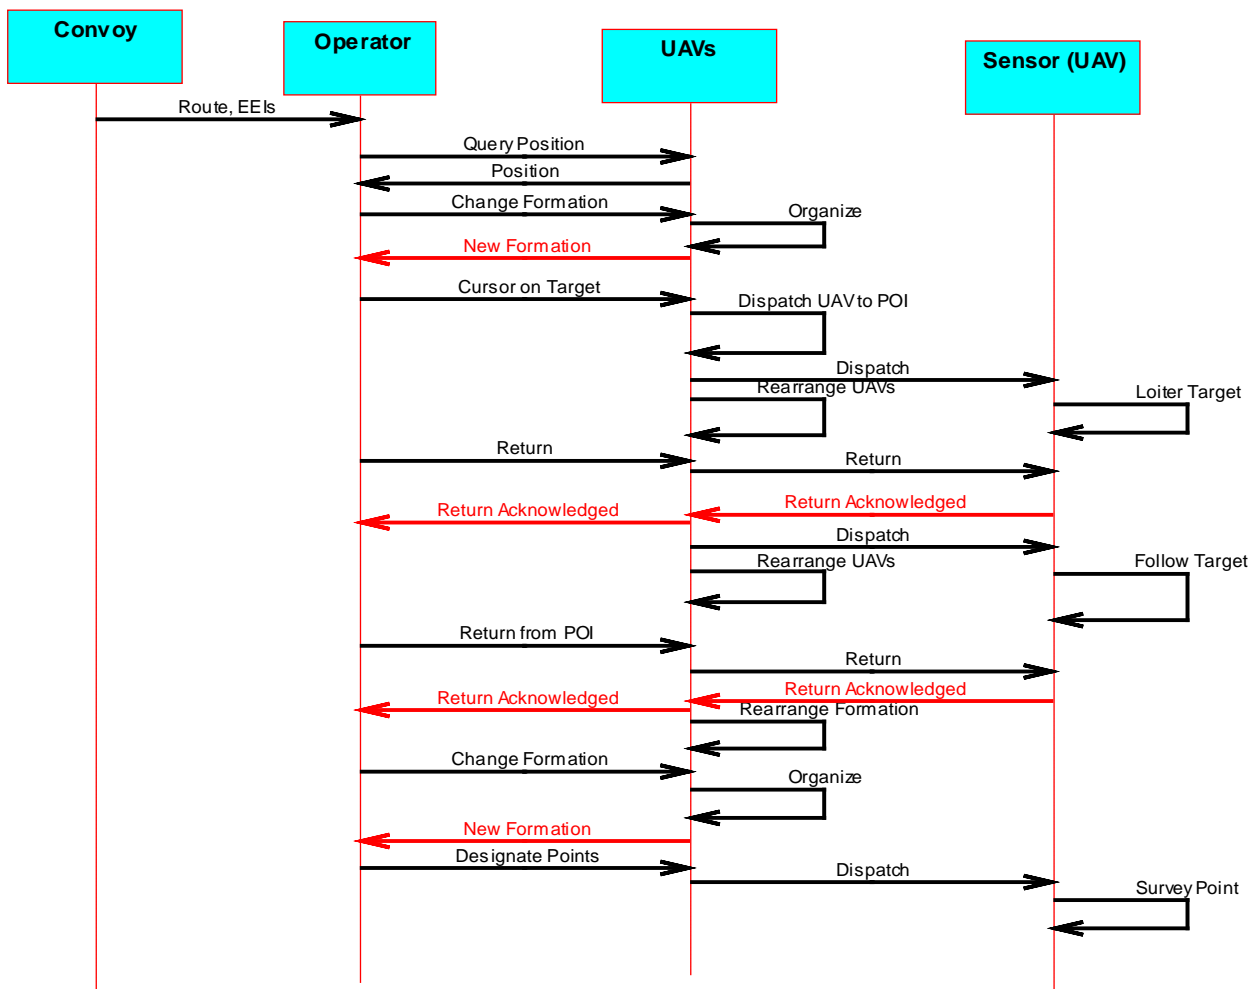 Convoy
Operator
UAVs
Sensor (UAV)
Route, EEIs
Query Position
Position
Change Formation
Organize
New Formation
Cursor on Target
Dispatch UAV to POI
Dispatch
Rearrange UAVs
Loiter Target
Return
Return
Return Acknowledged
Return Acknowledged
Dispatch
Rearrange UAVs
Follow Target
Return from POI
Return
Return Acknowledged
Return Acknowledged
Rearrange Formation
Change Formation
Organize
New Formation
Designate Points
Dispatch
Survey Point